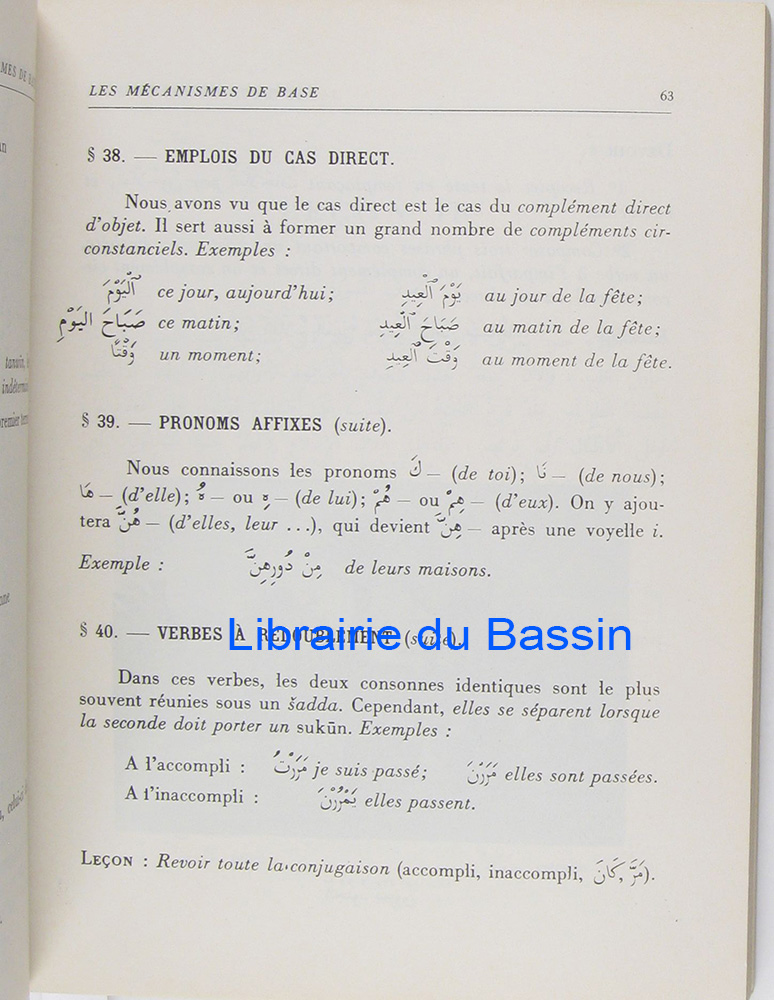 LES MÉCANISMES DE BASE 63
§ 38. — EMPLOIS DU CAS DIRECT.
Nous avons vu que le cas direct est le cas du complément direct
d'objet. Il sert aussi à former un grand nombre de compléments cir-
constanciels. Exemples :
اَلْيَوْمَ ce jour, aujourd'hui; يَوْمَ ٱلْعِيدِ au jour de la fête;
صَبَاحَ اليَوْمِ ce matin; صَبَاحَ ٱلْعِيدِ au matin de la fête;
وَقْتًا un moment; وَقْتَ ٱلْعِيدِ au moment de la fête.
§ 39. — PRONOMS AFFIXES (suite).
Nous connaissons les pronoms كَ — (de toi); نَا — (de nous);
هَا — (d'elle); هُ — ou هِ — (de lui); هُمْ — ou هِمْ — (d'eux). On y ajou-
tera هُنَّ — (d'elles, leur ...), qui devient هِنَّ — après une voyelle i.
Exemple : مِنْ دُورِهِنَّ de leurs maisons.
§ 40. — VERBES À REDOUBLEMENT (suite).
Librairie du Bassin
Dans ces verbes, les deux consonnes identiques sont le plus
souvent réunies sous un šadda. Cependant, elles se séparent lorsque
la seconde doit porter un sukūn. Exemples :
A l'accompli : مَرَرْتُ je suis passé; مَرَرْنَ elles sont passées.
A l'inaccompli : يَمْرُرْنَ elles passent.
LEÇON : Revoir toute la conjugaison (accompli, inaccompli, مَرَّ, كَانَ).